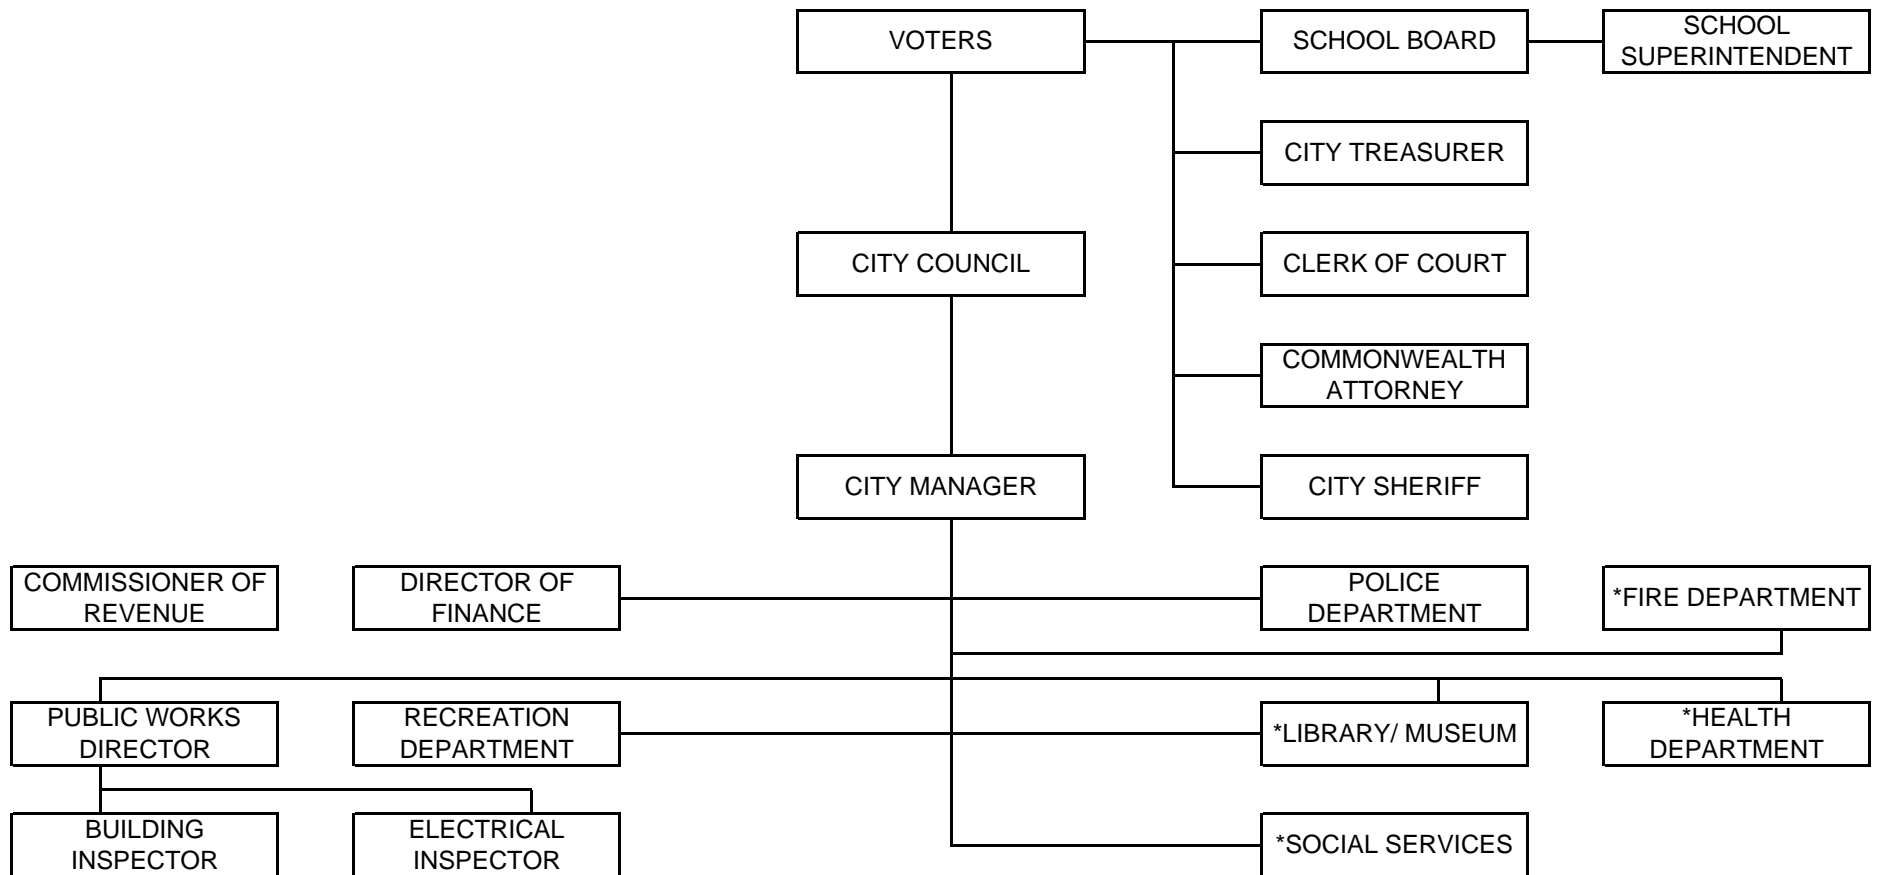 VOTERS
SCHOOL BOARD
SCHOOL
SUPERINTENDENT
CITY TREASURER
CITY COUNCIL
CLERK OF COURT
COMMONWEALTH
ATTORNEY
CITY MANAGER
CITY SHERIFF
COMMISSIONER OF
REVENUE
DIRECTOR OF
FINANCE
POLICE
DEPARTMENT
*FIRE DEPARTMENT
PUBLIC WORKS
DIRECTOR
RECREATION
DEPARTMENT
*LIBRARY/ MUSEUM
*HEALTH
DEPARTMENT
BUILDING
INSPECTOR
ELECTRICAL
INSPECTOR
*SOCIAL SERVICES